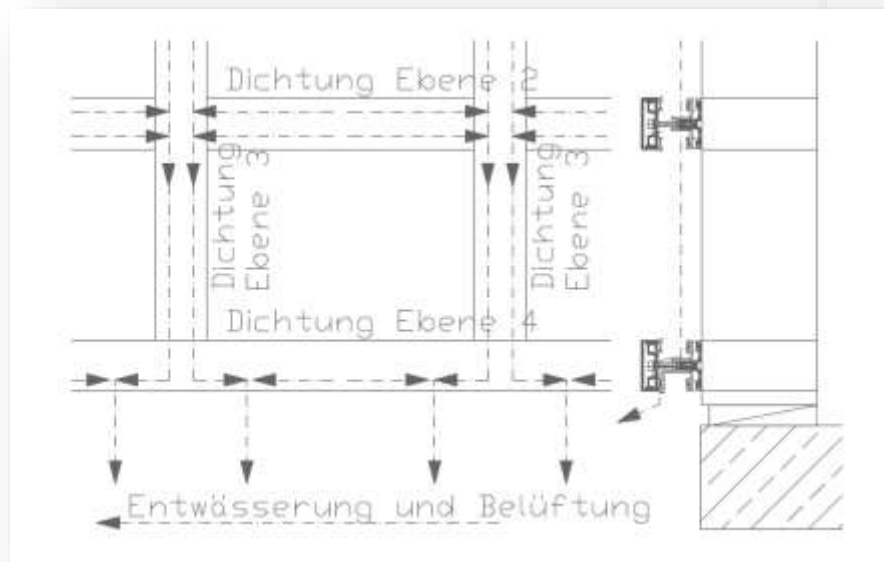 Dichtung Ebene 2
Dichtung
Ebene 3
Dichtung
Ebene 3
Dichtung Ebene 4
Entwässerung und Belüftung